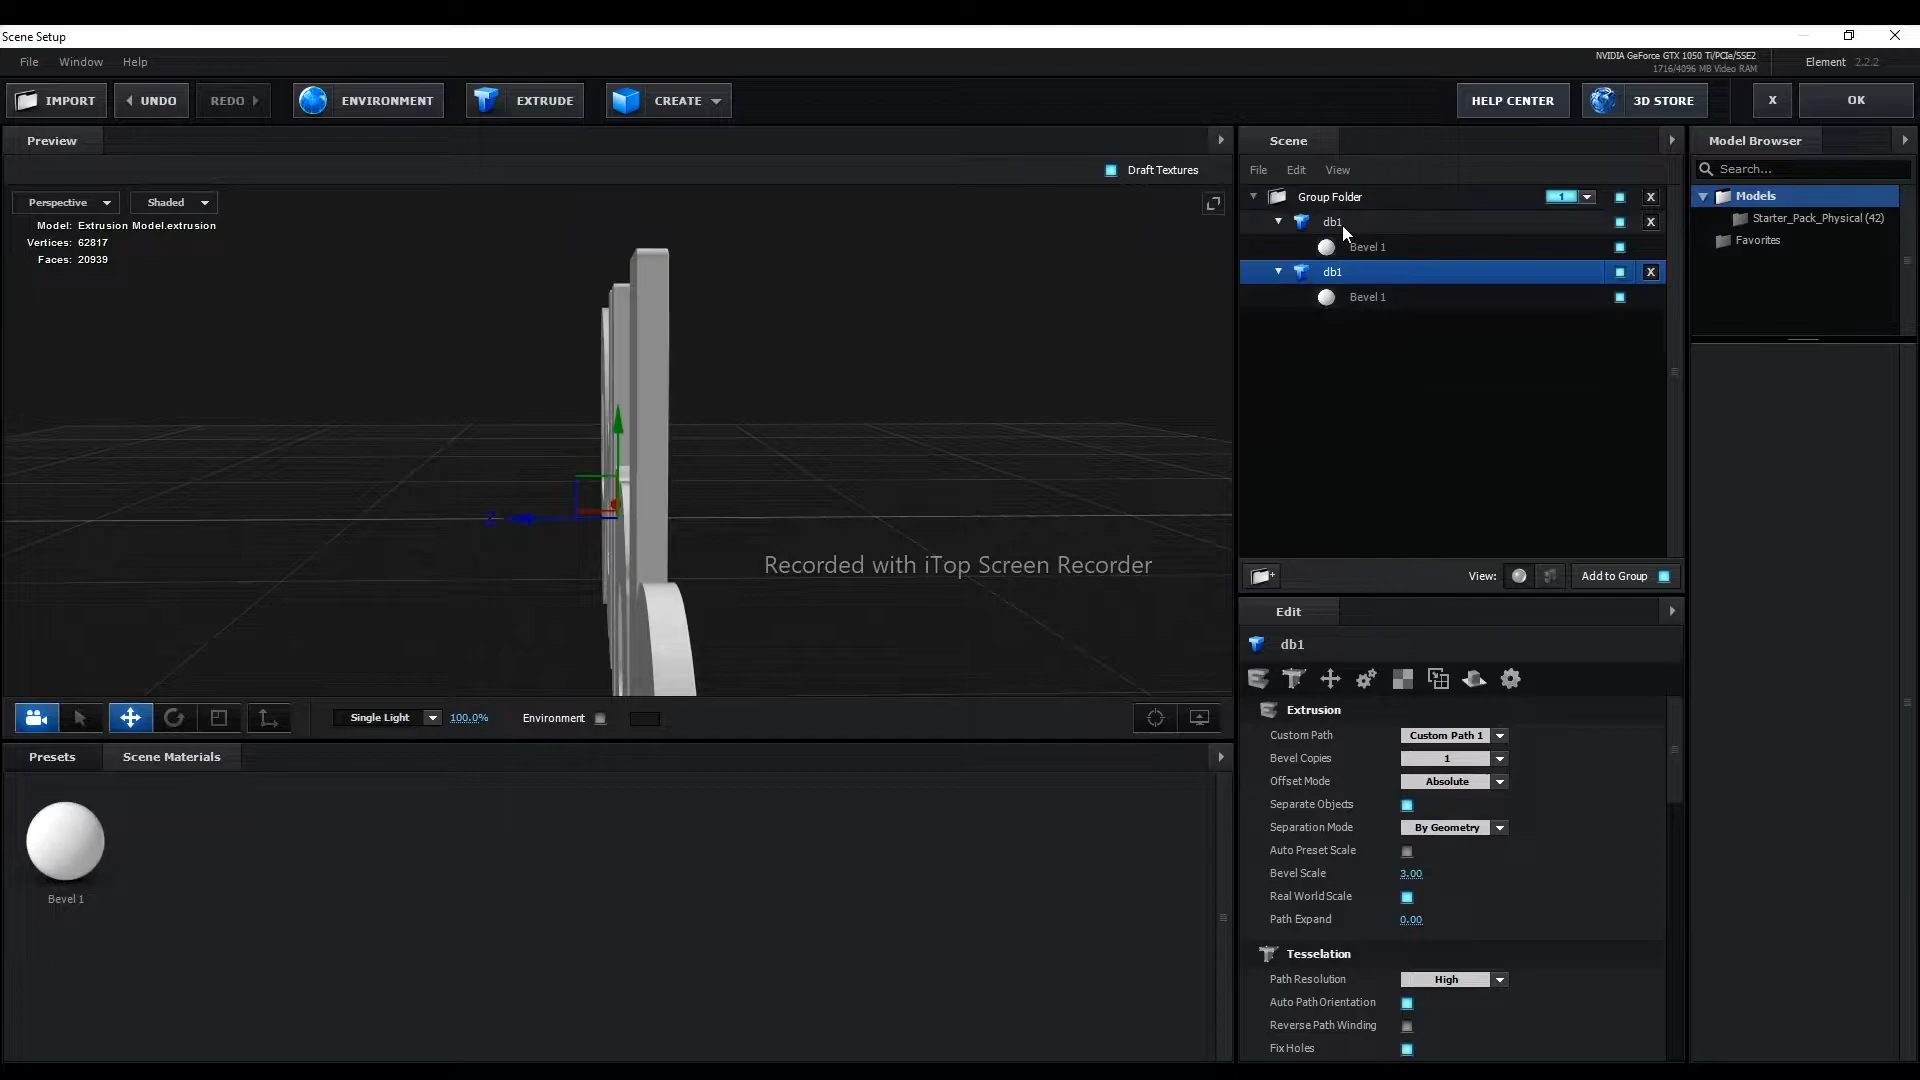 Scene Setup
File Window Help
NVIDIA GeForce GTX 1050 Ti/PCIe/SSE2
1716/4096 MB Video RAM
Element 2.2.2
IMPORT UNDO REDO ENVIRONMENT EXTRUDE CREATE HELP CENTER 3D STORE X OK
Preview
Draft Textures
Perspective Shaded
Model: Extrusion Model.extrusion
Vertices: 62817
Faces: 20939
Z
Recorded with iTop Screen Recorder
Single Light 100.0% Environment
Presets Scene Materials
Bevel 1
Scene
File Edit View
Group Folder 1 X
db1 X
Bevel 1
db1 X
Bevel 1
View: Add to Group
Edit
db1
Extrusion
Custom Path Custom Path 1
Bevel Copies 1
Offset Mode Absolute
Separate Objects
Separation Mode By Geometry
Auto Preset Scale
Bevel Scale 3.00
Real World Scale
Path Expand 0.00
Tesselation
Path Resolution High
Auto Path Orientation
Reverse Path Winding
Fix Holes
Model Browser
Search...
Models
Starter_Pack_Physical (42)
Favorites